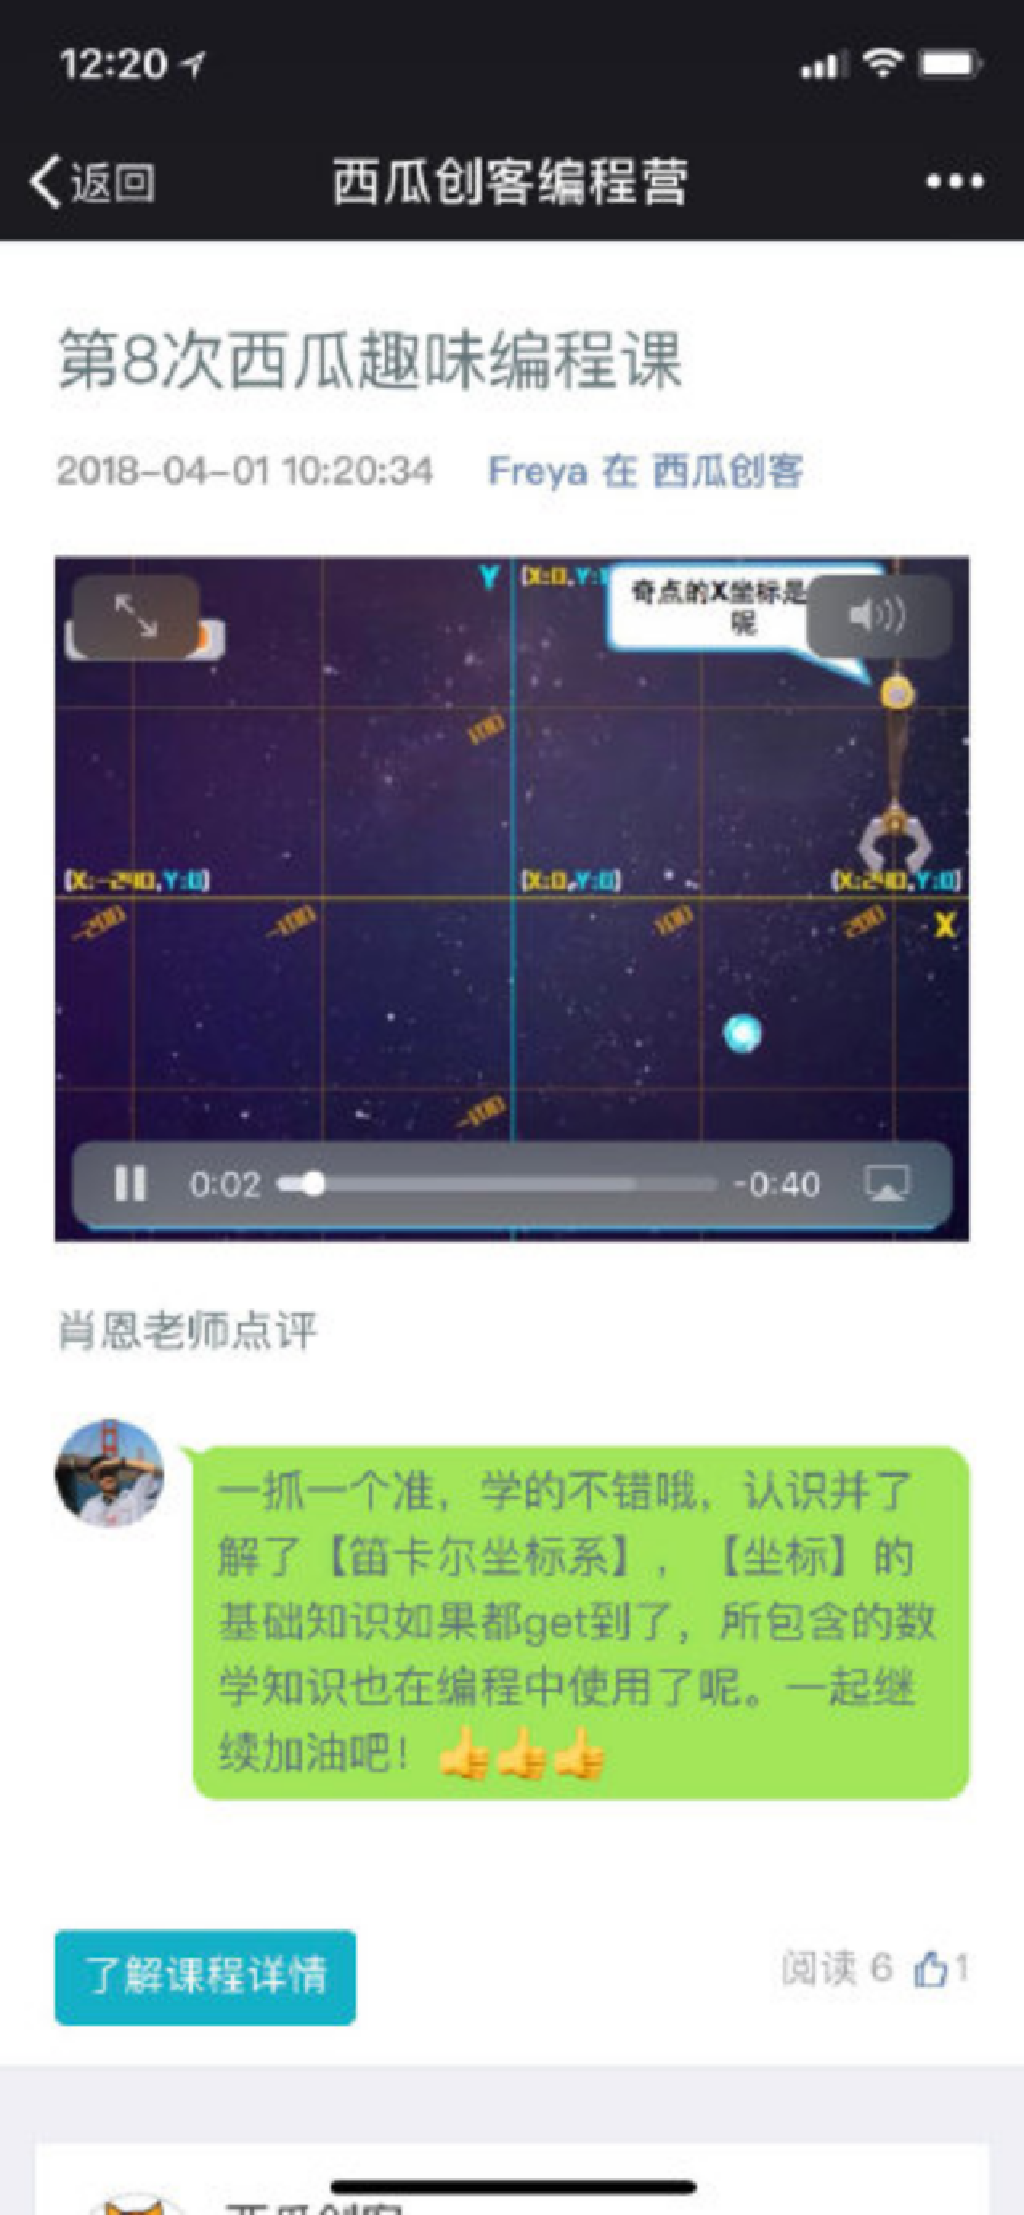 12:20
返回
西瓜创客编程营
第8次西瓜趣味编程课
2018-04-01 10:20:34 Freya 在 西瓜创客
Y (X:0,Y:1
奇点的X坐标是
呢
100
(X:-240,Y:0) (X:0,Y:0) (X:240,Y:0)
-200 -100 100 200 X
-100
0:02 -0:40
肖恩老师点评
一抓一个准，学的不错哦，认识并了
解了【笛卡尔坐标系】，【坐标】的
基础知识如果都get到了，所包含的数
学知识也在编程中使用了呢。一起继
续加油吧！👍👍👍
了解课程详情
阅读 6 1
西瓜创客